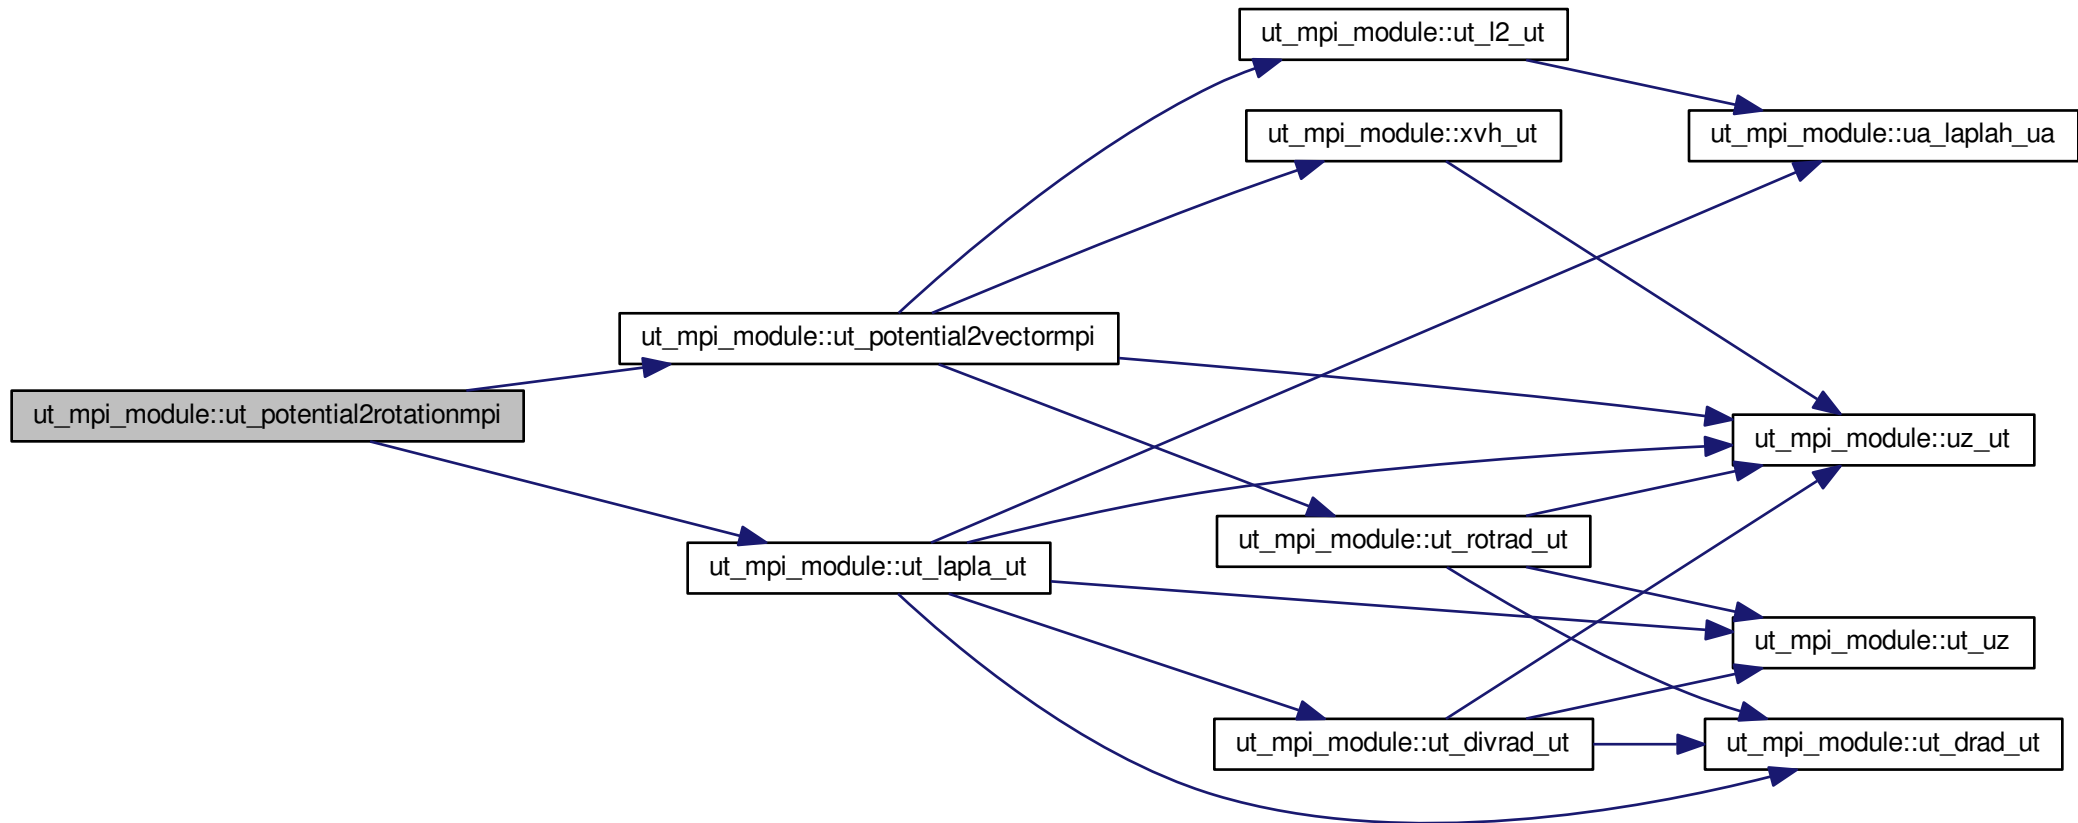 ut_mpi_module::ut_l2_ut
ut_mpi_module::xvh_ut
ut_mpi_module::ua_laplah_ua
ut_mpi_module::ut_potential2vectormpi
ut_mpi_module::ut_potential2rotationmpi
ut_mpi_module::uz_ut
ut_mpi_module::ut_rotrad_ut
ut_mpi_module::ut_lapla_ut
ut_mpi_module::ut_uz
ut_mpi_module::ut_divrad_ut
ut_mpi_module::ut_drad_ut